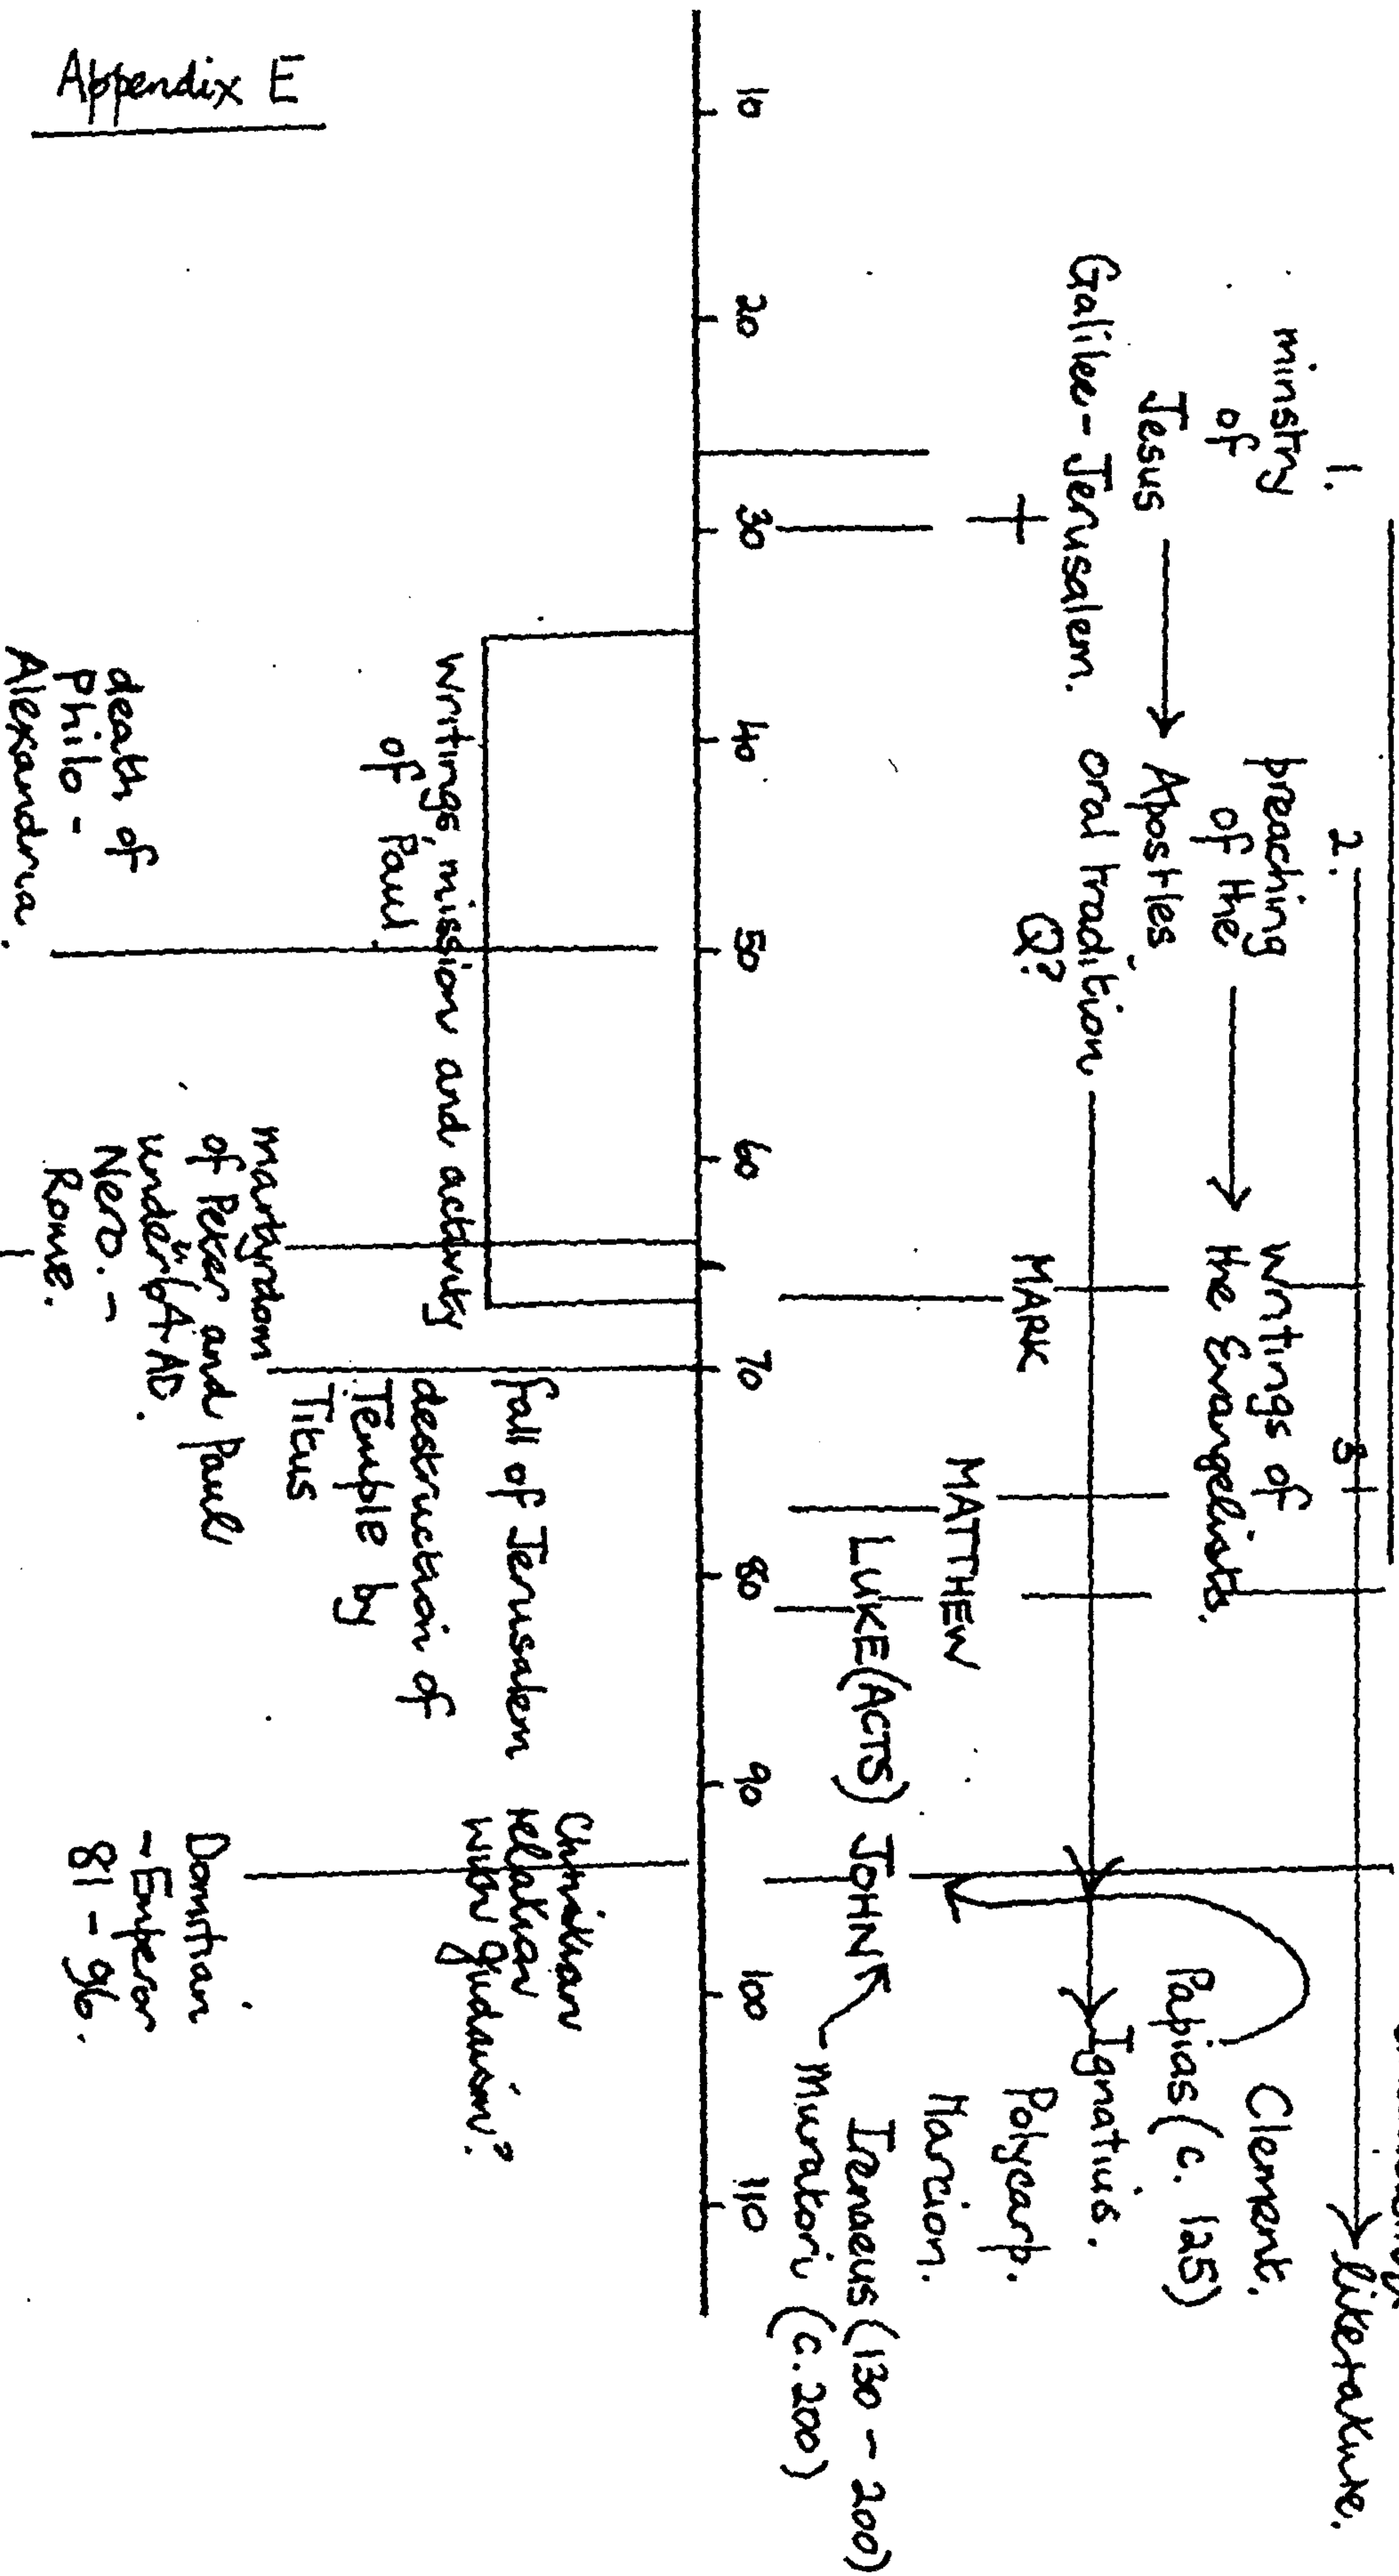 Appendix E
1.
minstry
of
Jesus
Galilee - Jerusalem.
2.
preaching
of the
Apostles
oral tradition
Q?
3
writings of
the Evangelists.
literature.
MARK
MATTHEW
LUKE (ACTS)
JOHN
Clement.
Papias (c. 125)
Ignatius.
Polycarp.
Marcion.
Irenaeus (130 - 200)
Muratori (c. 200)
10 20 30 40 50 60 70 80 90 100 110
writings, mission and activity
of Paul
death of
Philo -
Alexandria.
martyrdom
of Peter and Paul
under 64 AD.
Nero. -
Rome.
fall of Jerusalem
destruction of
Temple by
Titus
Christian
relation
with Judaism?
Domitian
- Emperor
81 - 96.